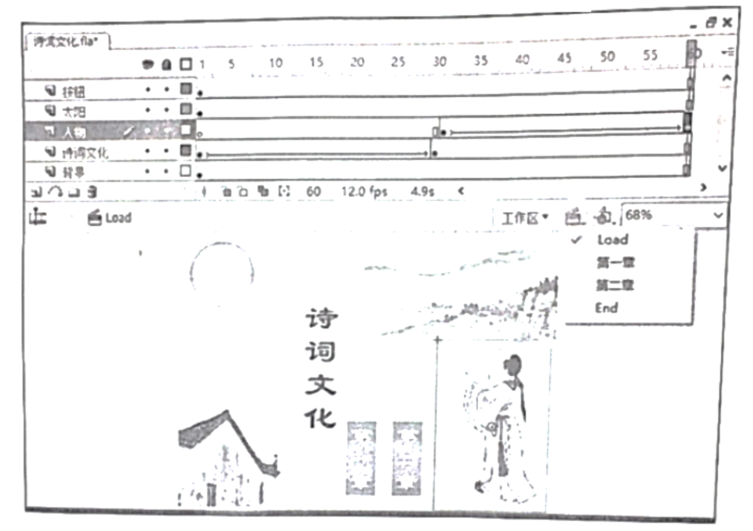 诗词文化.fla*
1 5 10 15 20 25 30 35 40 45 50 55 60
按钮
太阳
人物
诗词文化
背景
60 12.0 fps 4.9s
Load 工作区 68%
Load
第一章
第二章
End
诗
词
文
化